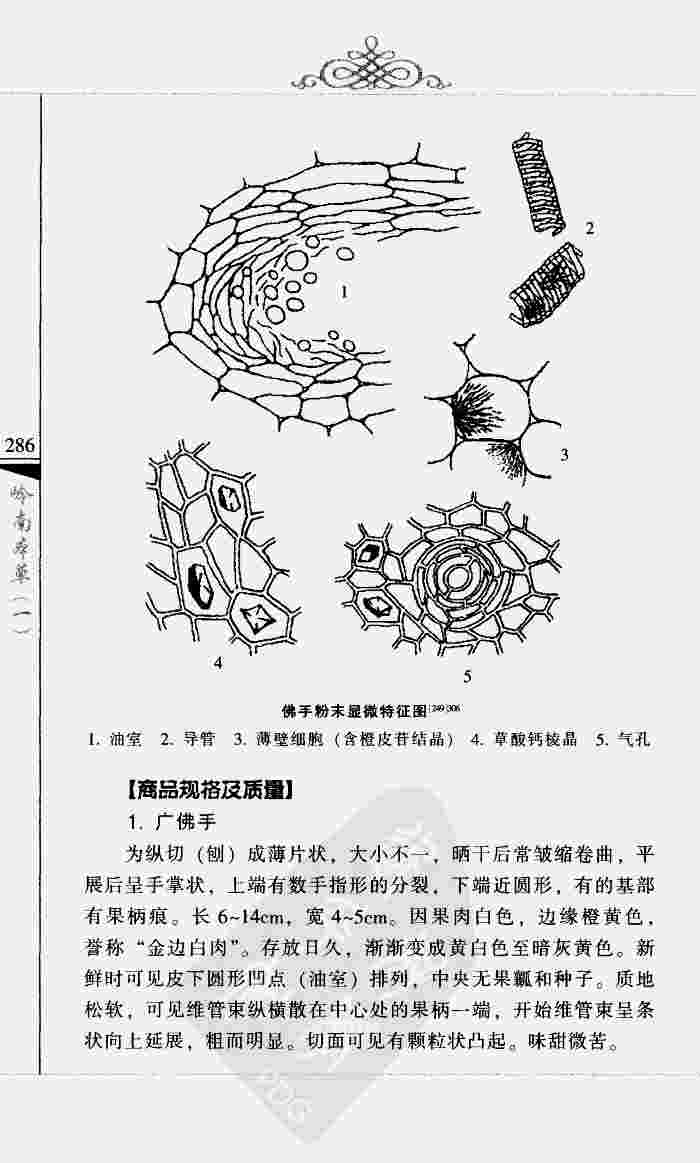 1
2
3
286
岭南本草(一)
4
5
佛手粉末显微特征图[249]306
1. 油室 2. 导管 3. 薄壁细胞（含橙皮苷结晶） 4. 草酸钙棱晶 5. 气孔
【商品规格及质量】
1. 广佛手
为纵切（刨）成薄片状，大小不一，晒干后常皱缩卷曲，平
展后呈手掌状，上端有数手指形的分裂，下端近圆形，有的基部
有果柄痕。长 6~14cm，宽 4~5cm。因果肉白色，边缘橙黄色，
誉称“金边白肉”。存放日久，渐渐变成黄白色至暗灰黄色。新
鲜时可见皮下圆形凹点（油室）排列，中央无果瓤和种子。质地
松软，可见维管束纵横散在中心处的果柄一端，开始维管束呈条
状向上延展，粗而明显。切面可见有颗粒状凸起。味甜微苦。
PDG